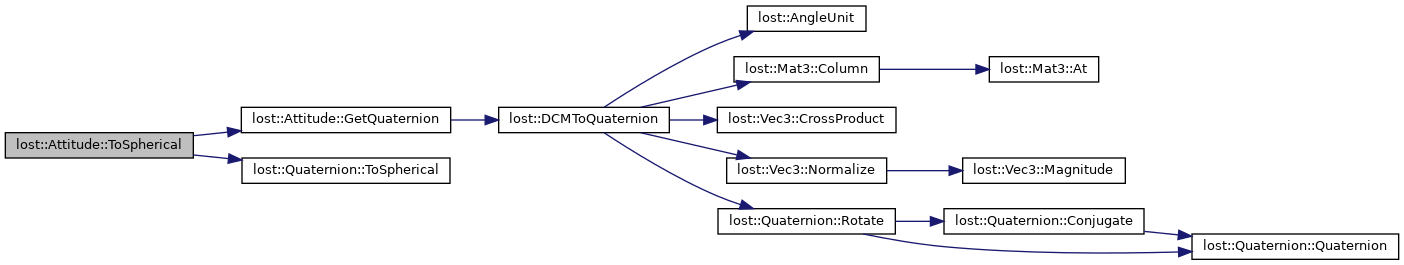 lost::Attitude::ToSpherical
lost::Attitude::GetQuaternion
lost::Quaternion::ToSpherical
lost::DCMToQuaternion
lost::AngleUnit
lost::Mat3::Column
lost::Vec3::CrossProduct
lost::Vec3::Normalize
lost::Quaternion::Rotate
lost::Mat3::At
lost::Vec3::Magnitude
lost::Quaternion::Conjugate
lost::Quaternion::Quaternion